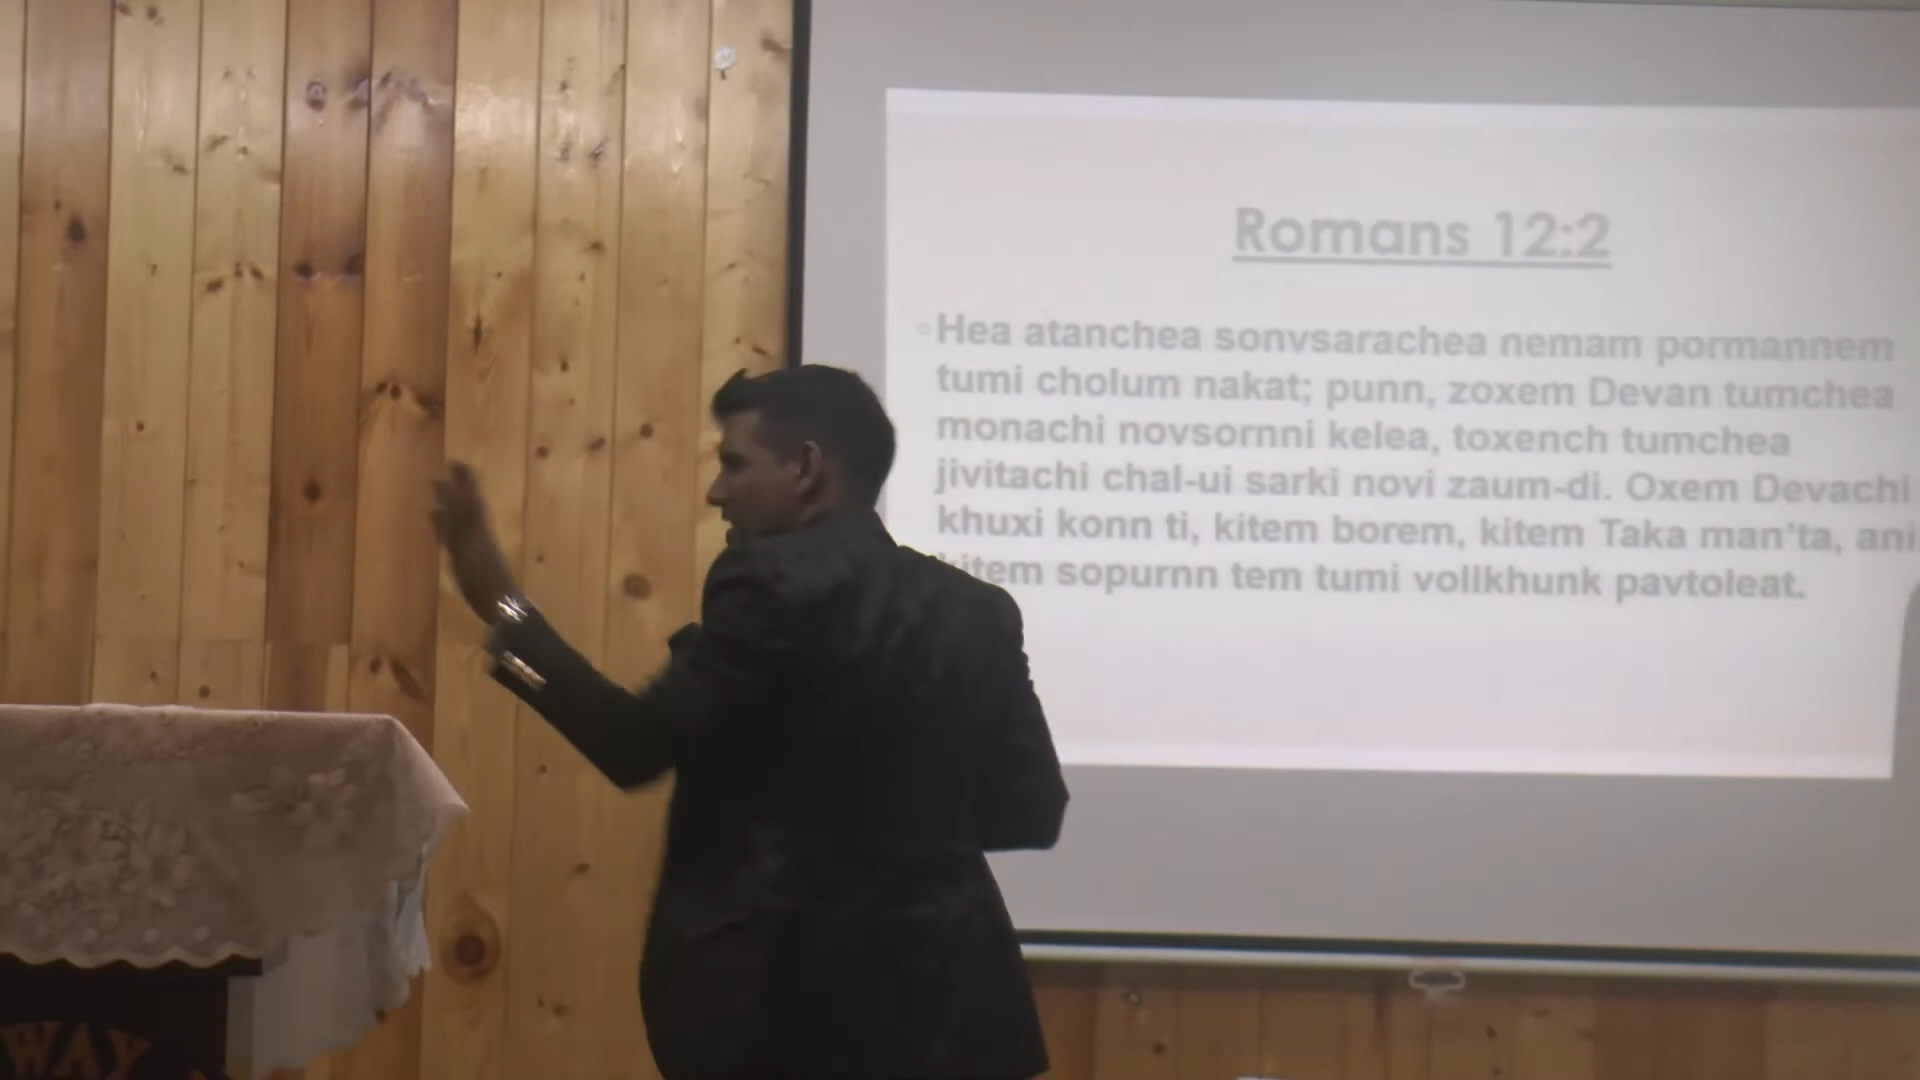 Romans 12:2
Hea atanchea sonvsarachea nemam pormannem
tumi cholum nakat; punn, zoxem Devan tumchea
monachi novsornni kelea, toxench tumchea
jivitachi chal-ui sarki novi zaum-di. Oxem Devachi
khuxi konn ti, kitem borem, kitem Taka man'ta, ani
kitem sopurnn tem tumi vollkhunk pavtoleat.
WAY